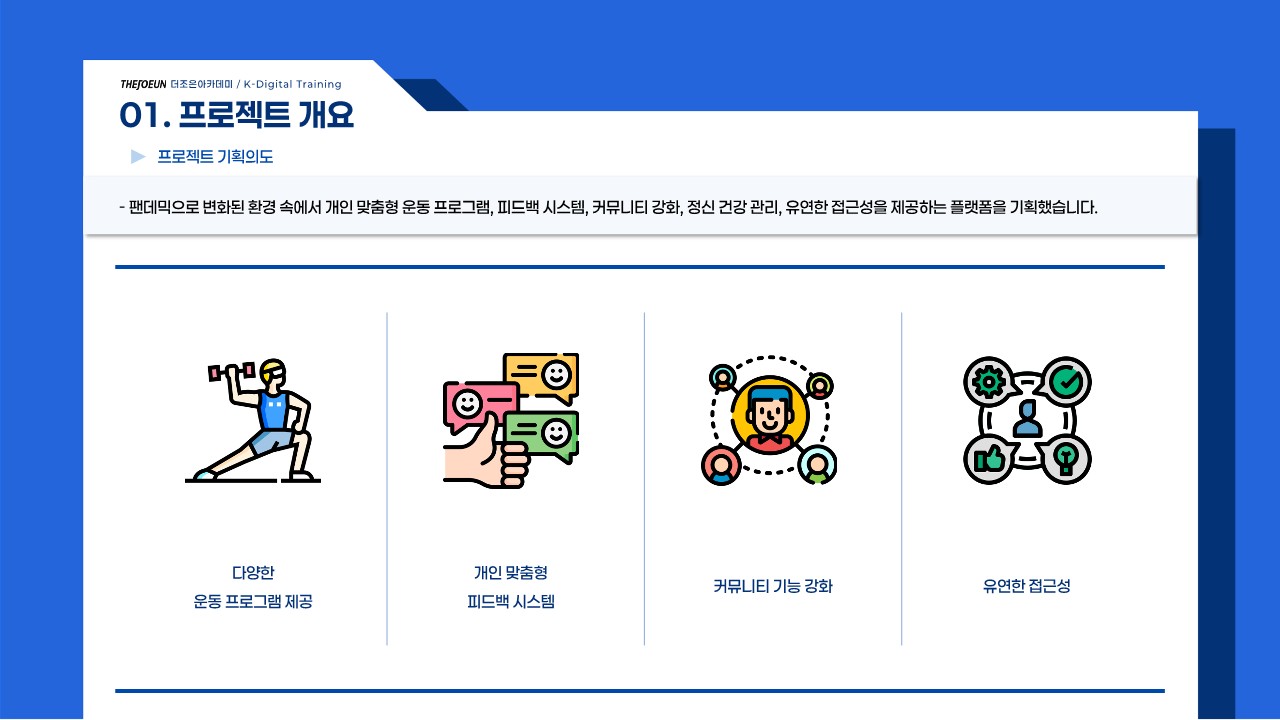 THEJOEUN 더조은아카데미 / K-Digital Training
01. 프로젝트 개요
▶ 프로젝트 기획의도
- 팬데믹으로 변화된 환경 속에서 개인 맞춤형 운동 프로그램, 피드백 시스템, 커뮤니티 강화, 정신 건강 관리, 유연한 접근성을 제공하는 플랫폼을 기획했습니다.
다양한
운동 프로그램 제공
개인 맞춤형
피드백 시스템
커뮤니티 기능 강화
유연한 접근성